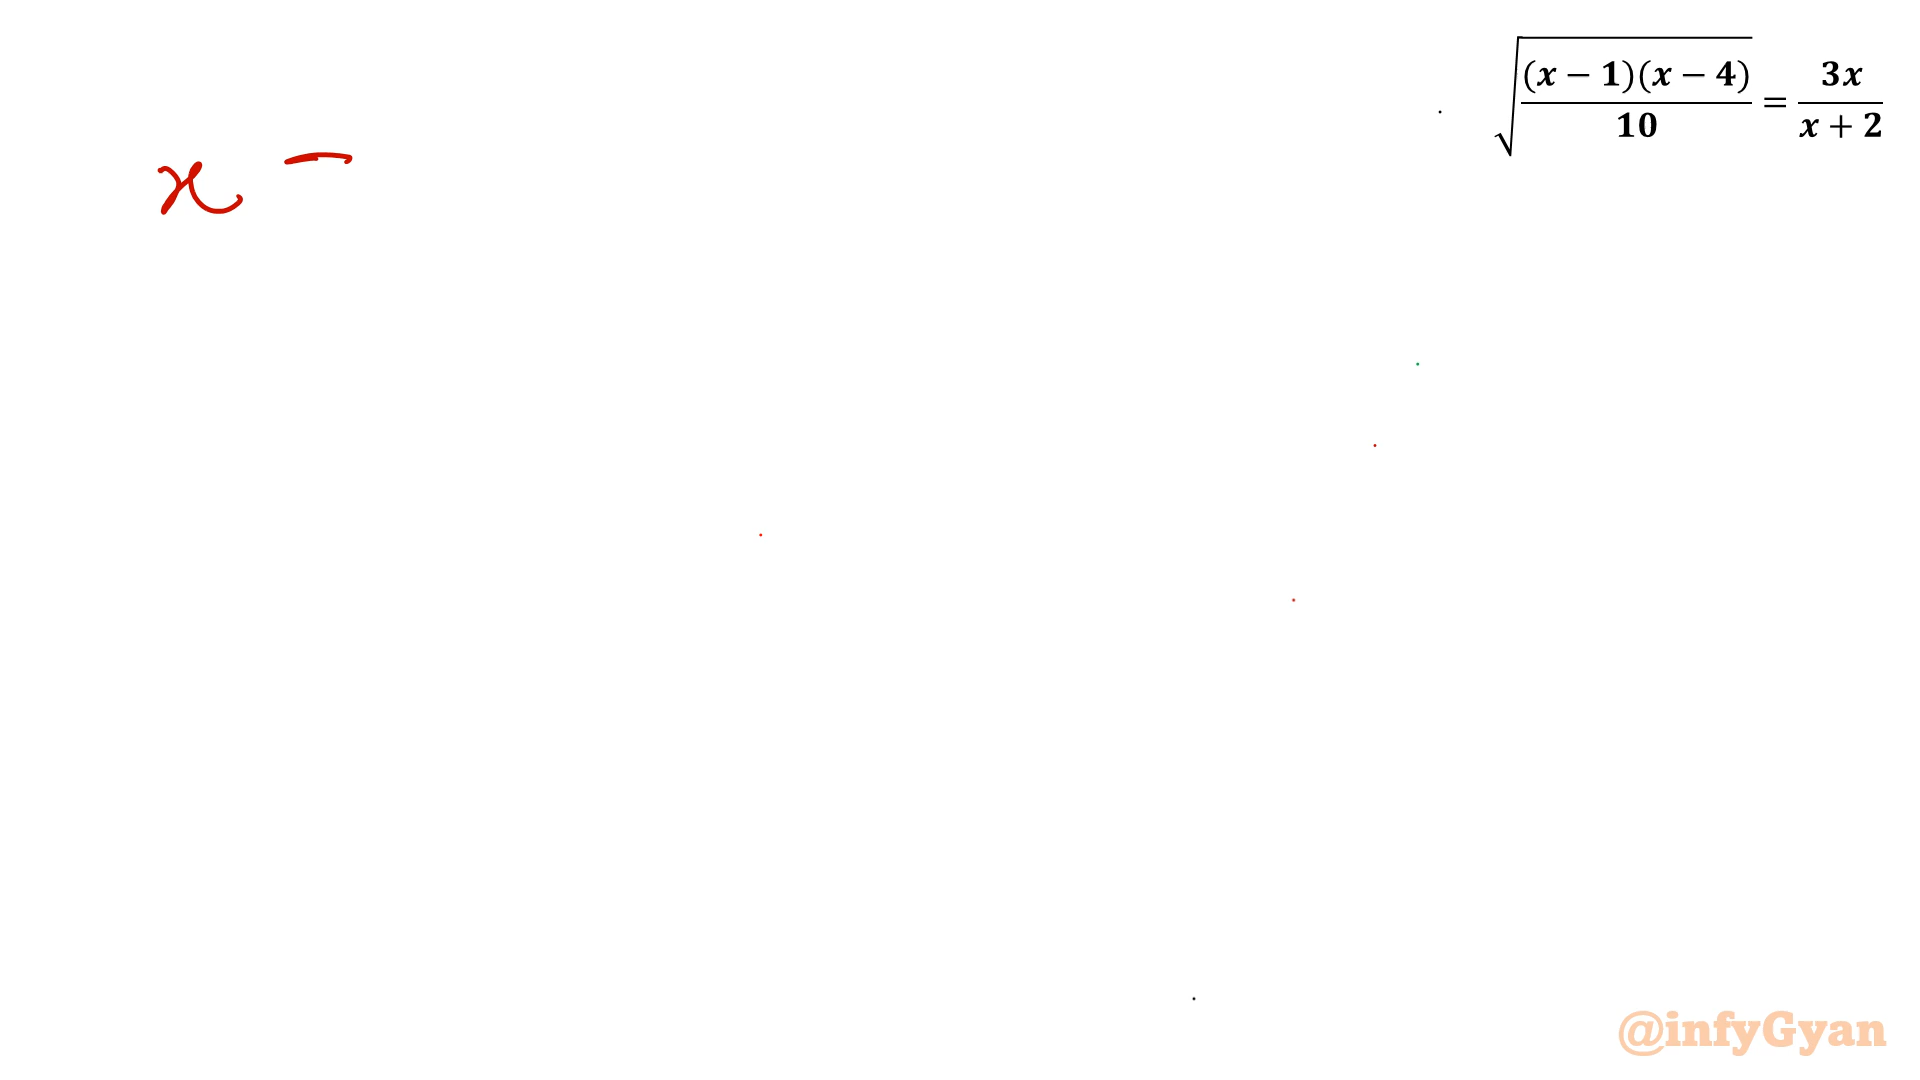 √((x − 1)(x − 4)/10) = 3x/(x + 2)
x −
@infyGyan